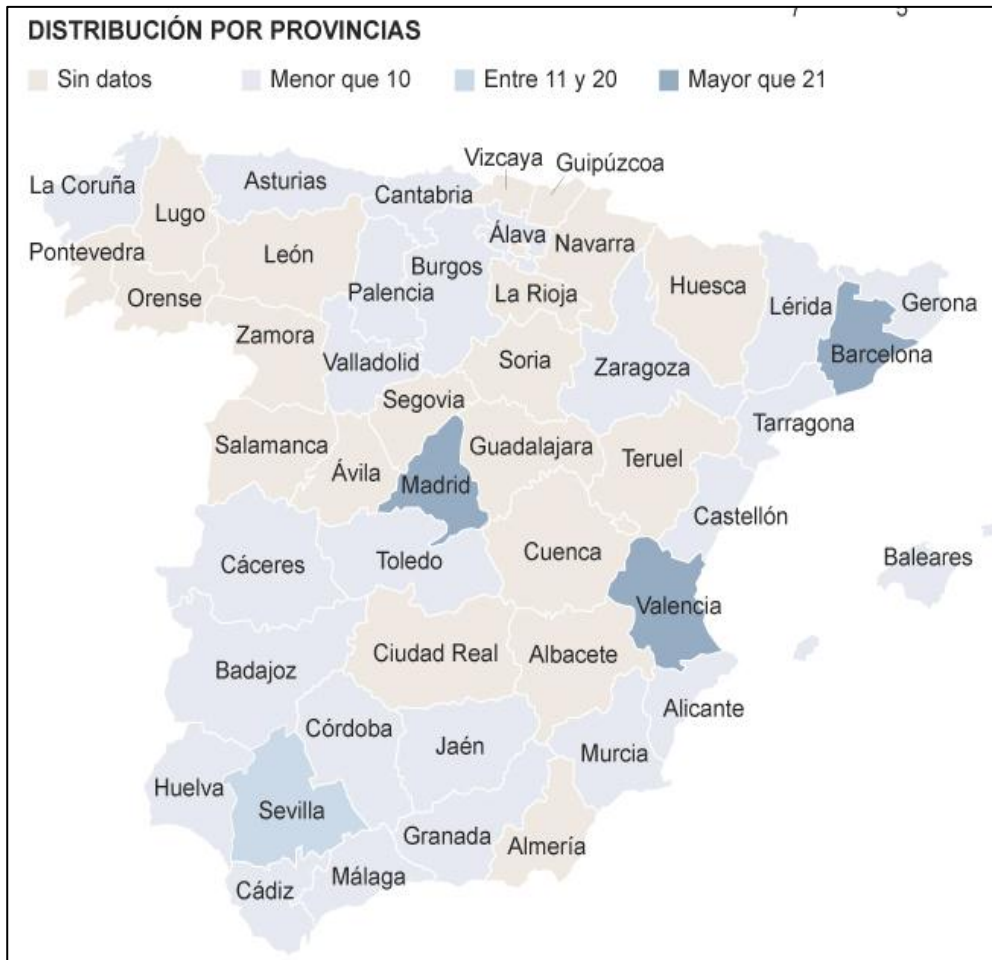 7 5
DISTRIBUCIÓN POR PROVINCIAS
Sin datos Menor que 10 Entre 11 y 20 Mayor que 21
Vizcaya Guipúzcoa
La Coruña Asturias Cantabria
Lugo
Álava Navarra
Pontevedra León Burgos
Huesca
Orense Palencia La Rioja Lérida Gerona
Zamora
Valladolid Soria Zaragoza Barcelona
Segovia
Salamanca Guadalajara Tarragona
Ávila Madrid Teruel
Castellón
Cáceres Toledo Cuenca Baleares
Valencia
Badajoz Ciudad Real Albacete
Alicante
Córdoba Jaén Murcia
Huelva
Sevilla
Granada Almería
Cádiz Málaga